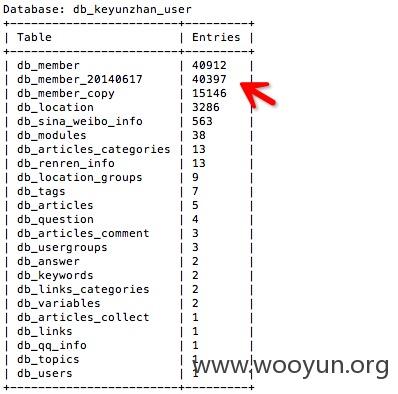 Database: db_keyunzhan_user
+-----------------------+---------+
| Table | Entries |
+-----------------------+---------+
| db_member | 40912 |
| db_member_20140617 | 40397 |
| db_member_copy | 15146 |
| db_location | 3286 |
| db_sina_weibo_info | 563 |
| db_modules | 38 |
| db_articles_categories | 13 |
| db_renren_info | 13 |
| db_location_groups | 9 |
| db_tags | 7 |
| db_articles | 5 |
| db_question | 4 |
| db_articles_comment | 3 |
| db_usergroups | 3 |
| db_answer | 2 |
| db_keywords | 2 |
| db_links_categories | 2 |
| db_variables | 2 |
| db_articles_collect | 1 |
| db_links | 1 |
| db_qq_info | 1 |
| db_topics | 1 |
| db_users | 1 |
+-----------------------+---------+
www.wooyun.org